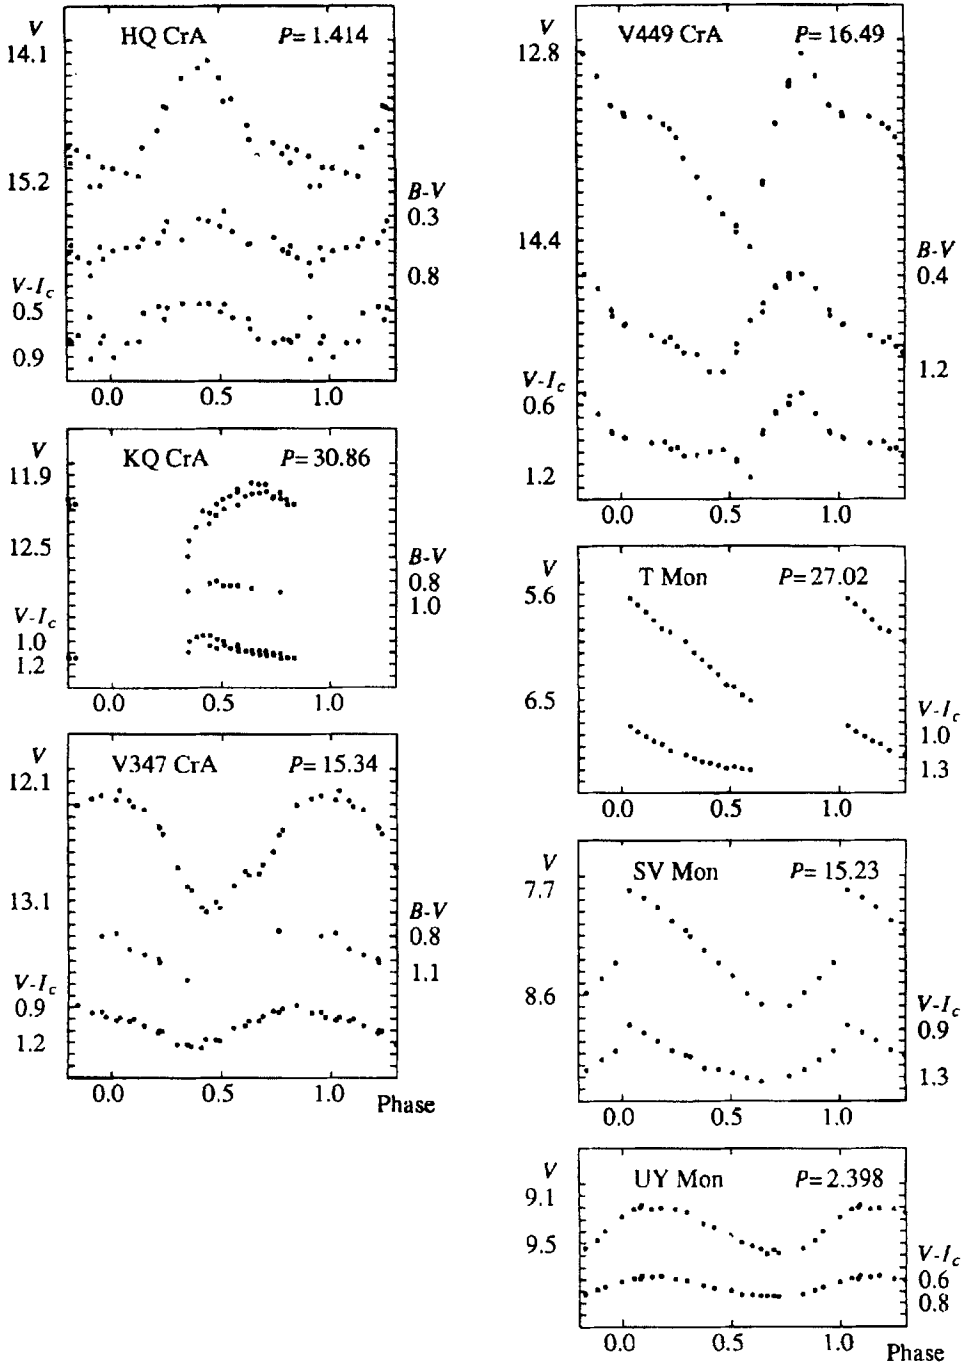 V
HQ CrA P= 1.414
14.1
15.2
B-V
0.3
0.8
V-Ic
0.5
0.9
0.0 0.5 1.0
V
KQ CrA P= 30.86
11.9
12.5
B-V
0.8
1.0
V-Ic
1.0
1.2
0.0 0.5 1.0
V
V347 CrA P= 15.34
12.1
13.1
B-V
0.8
1.1
V-Ic
0.9
1.2
0.0 0.5 1.0
Phase
V
V449 CrA P= 16.49
12.8
14.4
B-V
0.4
1.2
V-Ic
0.6
1.2
0.0 0.5 1.0
V
T Mon P= 27.02
5.6
6.5
V-Ic
1.0
1.3
0.0 0.5 1.0
V
SV Mon P= 15.23
7.7
8.6
V-Ic
0.9
1.3
0.0 0.5 1.0
V
UY Mon P= 2.398
9.1
9.5
V-Ic
0.6
0.8
0.0 0.5 1.0
Phase